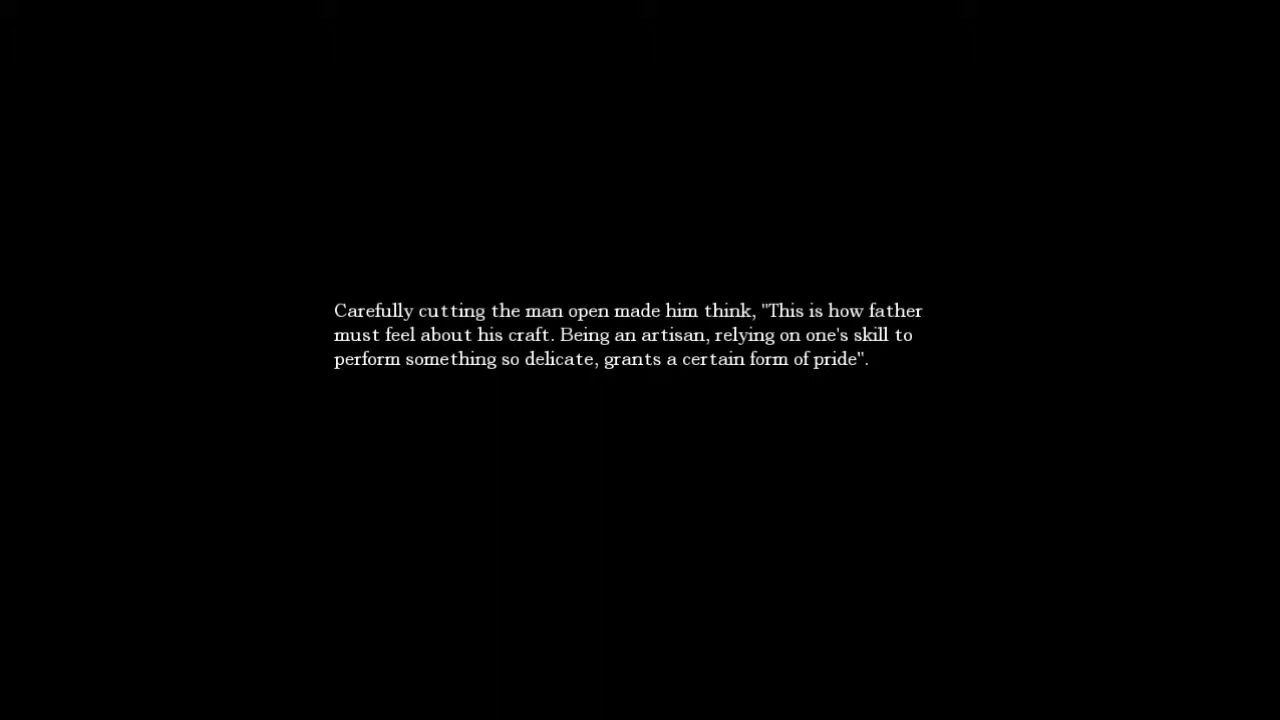 Carefully cutting the man open made him think, "This is how father
must feel about his craft. Being an artisan, relying on one's skill to
perform something so delicate, grants a certain form of pride".